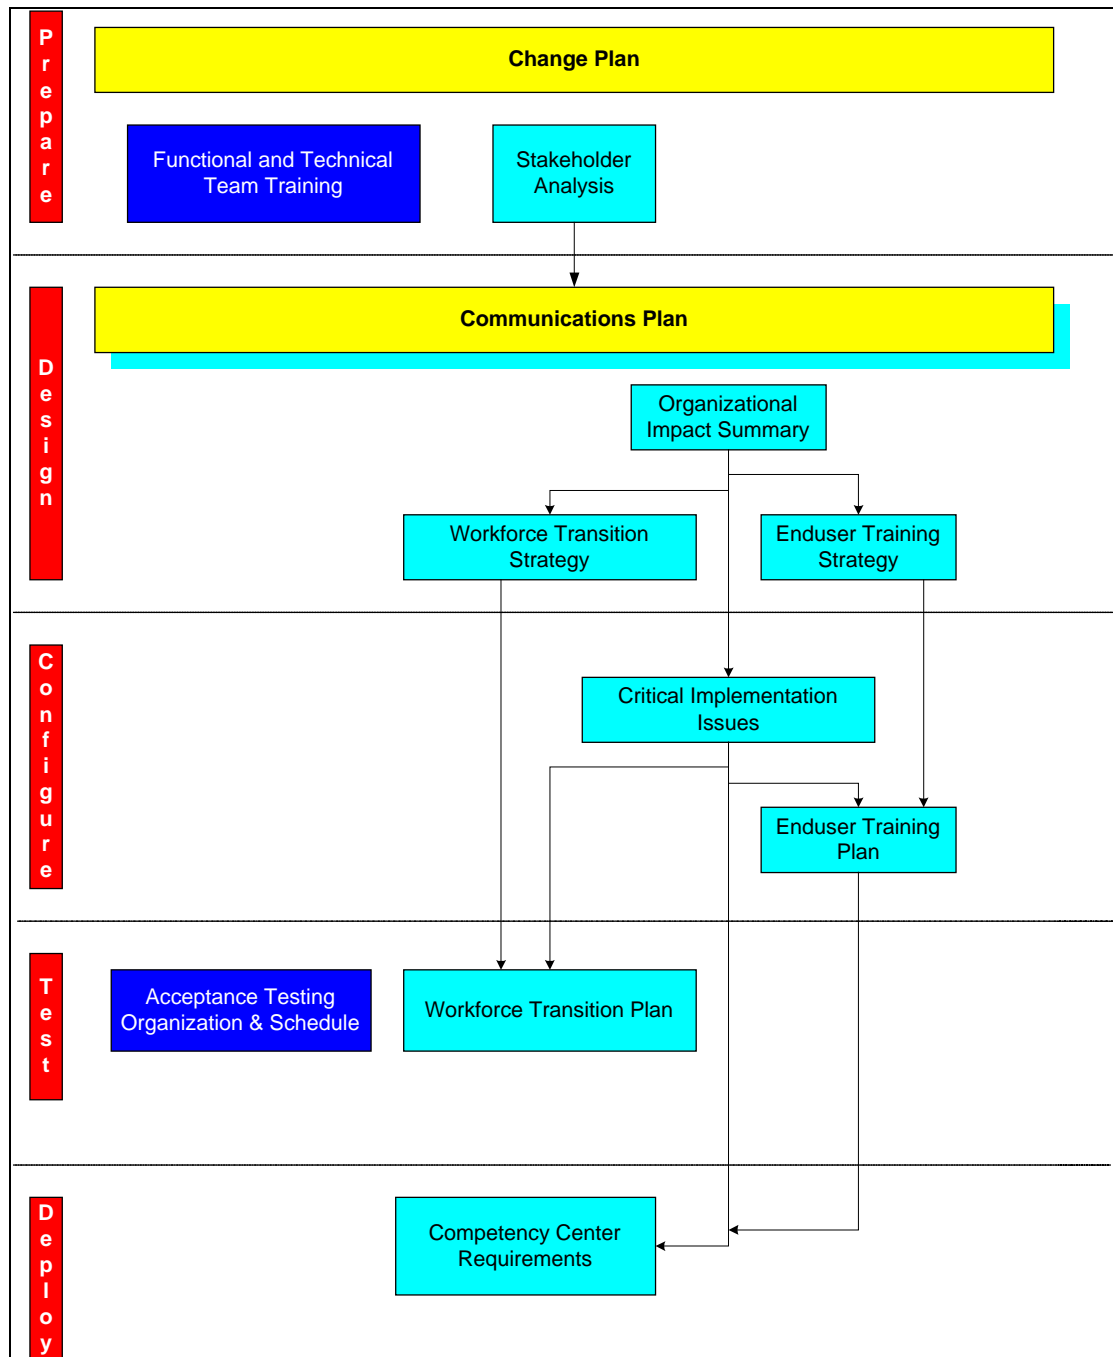 Prepare
Change Plan
Functional and Technical
Team Training
Stakeholder
Analysis
Design
Communications Plan
Organizational
Impact Summary
Workforce Transition
Strategy
Enduser Training
Strategy
Configure
Critical Implementation
Issues
Enduser Training
Plan
Test
Acceptance Testing
Organization & Schedule
Workforce Transition Plan
Deploy
Competency Center
Requirements